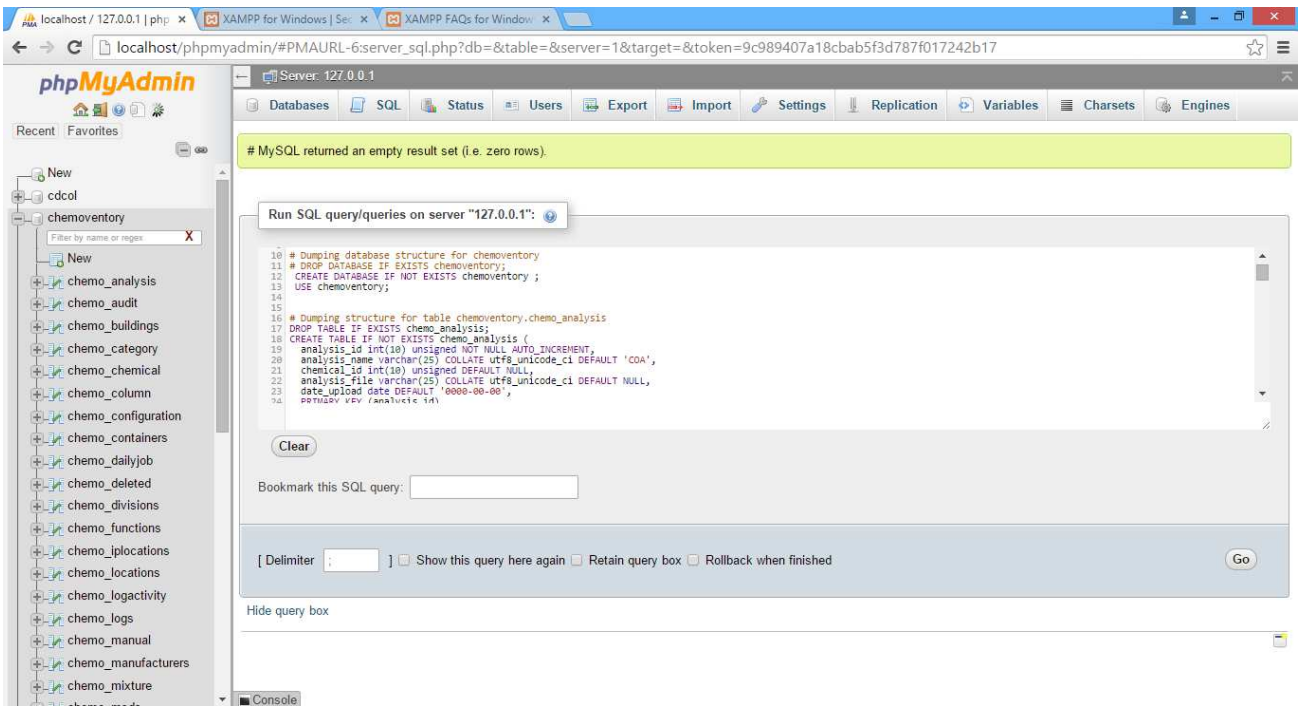 localhost / 127.0.0.1 | php
XAMPP for Windows | Sec
XAMPP FAQs for Window
localhost/phpmyadmin/#PMAURL-6:server_sql.php?db=&table=&server=1&target=&token=9c989407a18cbab5f3d787f017242b17
phpMyAdmin
Recent Favorites
New
cdcol
chemoventory
Filter by name or regex X
New
chemo_analysis
chemo_audit
chemo_buildings
chemo_category
chemo_chemical
chemo_column
chemo_configuration
chemo_containers
chemo_dailyjob
chemo_deleted
chemo_divisions
chemo_functions
chemo_iplocations
chemo_locations
chemo_logactivity
chemo_logs
chemo_manual
chemo_manufacturers
chemo_mixture
Server: 127.0.0.1
Databases SQL Status Users Export Import Settings Replication Variables Charsets Engines
# MySQL returned an empty result set (i.e. zero rows).
Run SQL query/queries on server "127.0.0.1":
10 # Dumping database structure for chemoventory
11 # DROP DATABASE IF EXISTS chemoventory;
12 CREATE DATABASE IF NOT EXISTS chemoventory ;
13 USE chemoventory;
14
15
16 # Dumping structure for table chemoventory.chemo_analysis
17 DROP TABLE IF EXISTS chemo_analysis;
18 CREATE TABLE IF NOT EXISTS chemo_analysis (
19 analysis_id int(10) unsigned NOT NULL AUTO_INCREMENT,
20 analysis_name varchar(25) COLLATE utf8_unicode_ci DEFAULT 'COA',
21 chemical_id int(10) unsigned DEFAULT NULL,
22 analysis_file varchar(25) COLLATE utf8_unicode_ci DEFAULT NULL,
23 date_upload date DEFAULT '0000-00-00',
24 PRIMARY KEY (analysis_id)
Clear
Bookmark this SQL query:
[ Delimiter ; ] Show this query here again Retain query box Rollback when finished
Go
Hide query box
Console